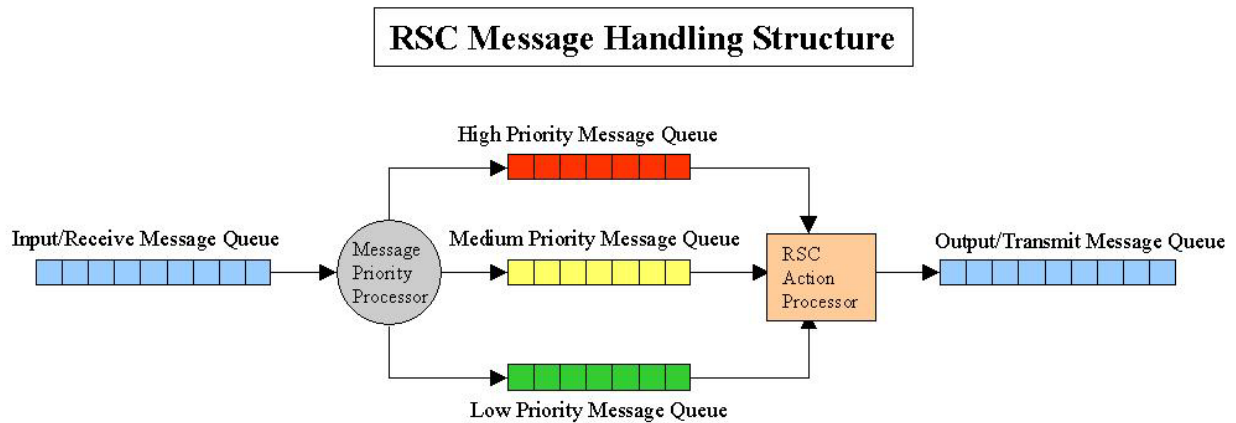 RSC Message Handling Structure
High Priority Message Queue
Input/Receive Message Queue
Message
Priority
Processor
Medium Priority Message Queue
RSC
Action
Processor
Output/Transmit Message Queue
Low Priority Message Queue